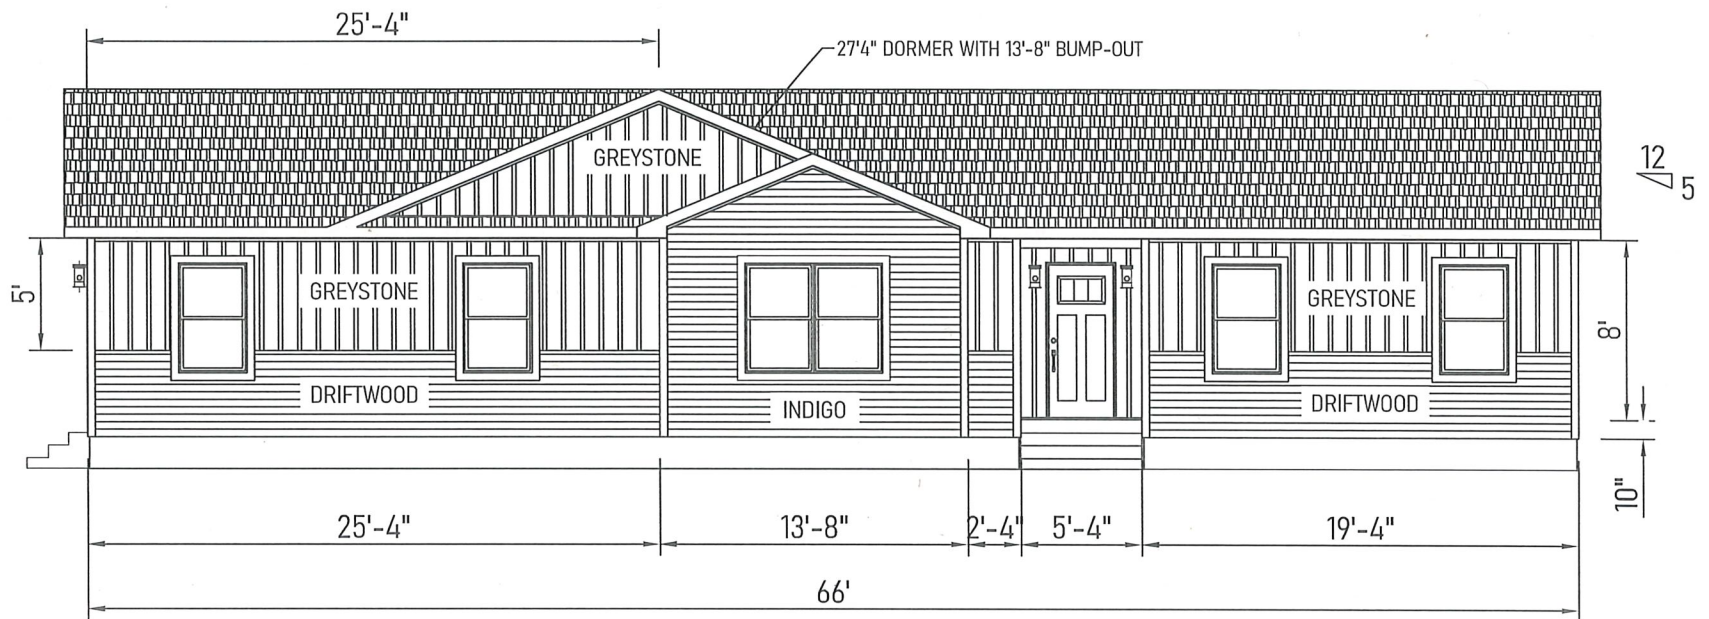 25'-4"
27'4" DORMER WITH 13'-8" BUMP-OUT
GREYSTONE
12
5
5'
GREYSTONE
GREYSTONE
8'
DRIFTWOOD
INDIGO
DRIFTWOOD
10"
25'-4"
13'-8"
2'-4"
5'-4"
19'-4"
66'